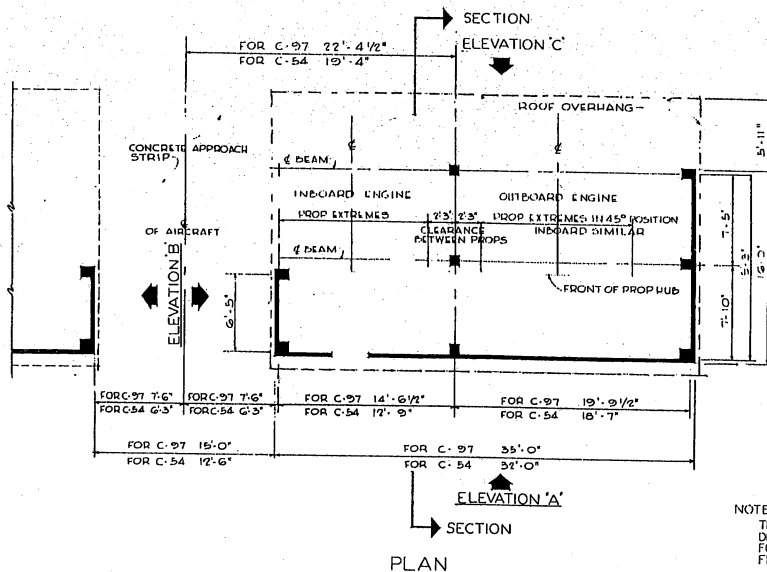 SECTION
FOR C-97 22'-4 1/2"
FOR C-54 19'-4"
ELEVATION "C"
ROOF OVERHANG
5'-11"
CONCRETE APPROACH
STRIP
℄ BEAM
INBOARD ENGINE
OUTBOARD ENGINE
PROP EXTREMES
2'3" 2'3"
PROP EXTREMES IN 45° POSITION
CLEARANCE
BETWEEN PROPS
INBOARD SIMILAR
℄
OF AIRCRAFT
ELEVATION "B"
℄ BEAM
FRONT OF PROP HUB
6'-5"
7'-5"
7'-10"
FOR C-97 7'-6"
FOR C-54 6'-3"
FOR C-97 7'-6"
FOR C-54 6'-3"
FOR C-97 14'-6 1/2"
FOR C-54 12'-9"
FOR C-97 19'-9 1/2"
FOR C-54 18'-7"
FOR C-97 15'-0"
FOR C-54 12'-6"
FOR C-97 35'-0"
FOR C-54 32'-0"
ELEVATION "A"
SECTION
PLAN
NOTE